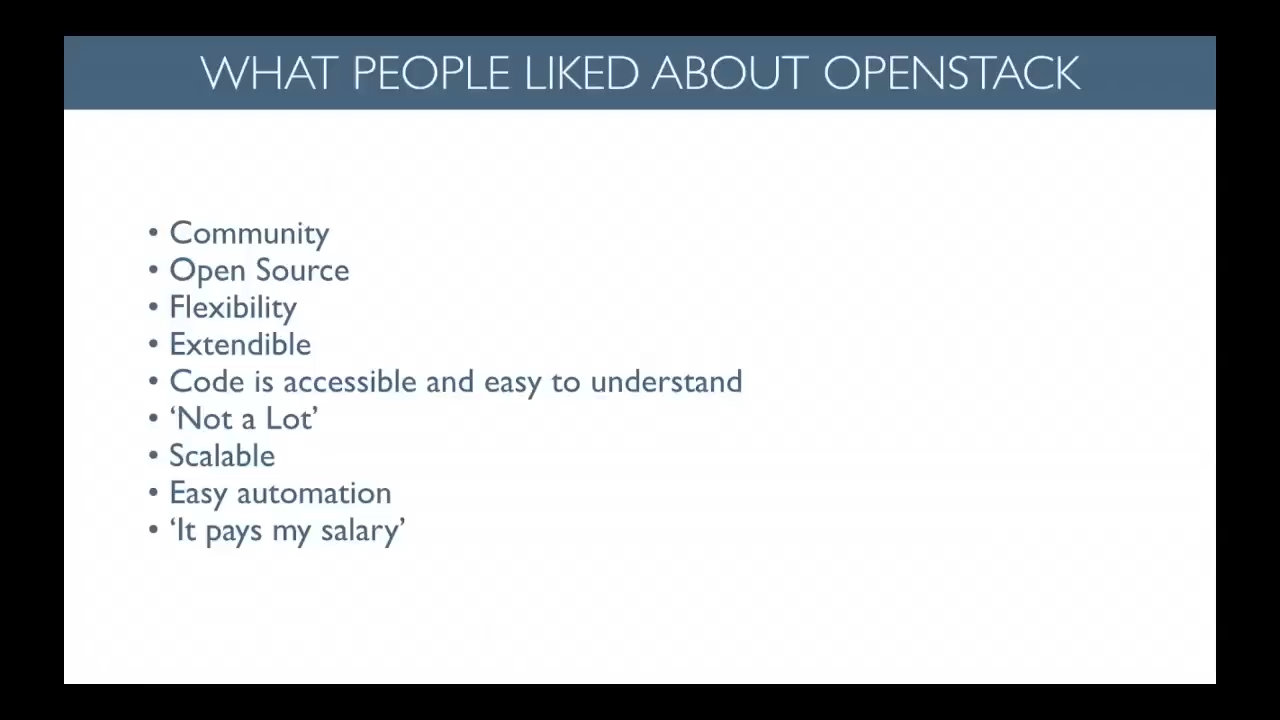 WHAT PEOPLE LIKED ABOUT OPENSTACK
• Community
• Open Source
• Flexibility
• Extendible
• Code is accessible and easy to understand
• ‘Not a Lot’
• Scalable
• Easy automation
• ‘It pays my salary’